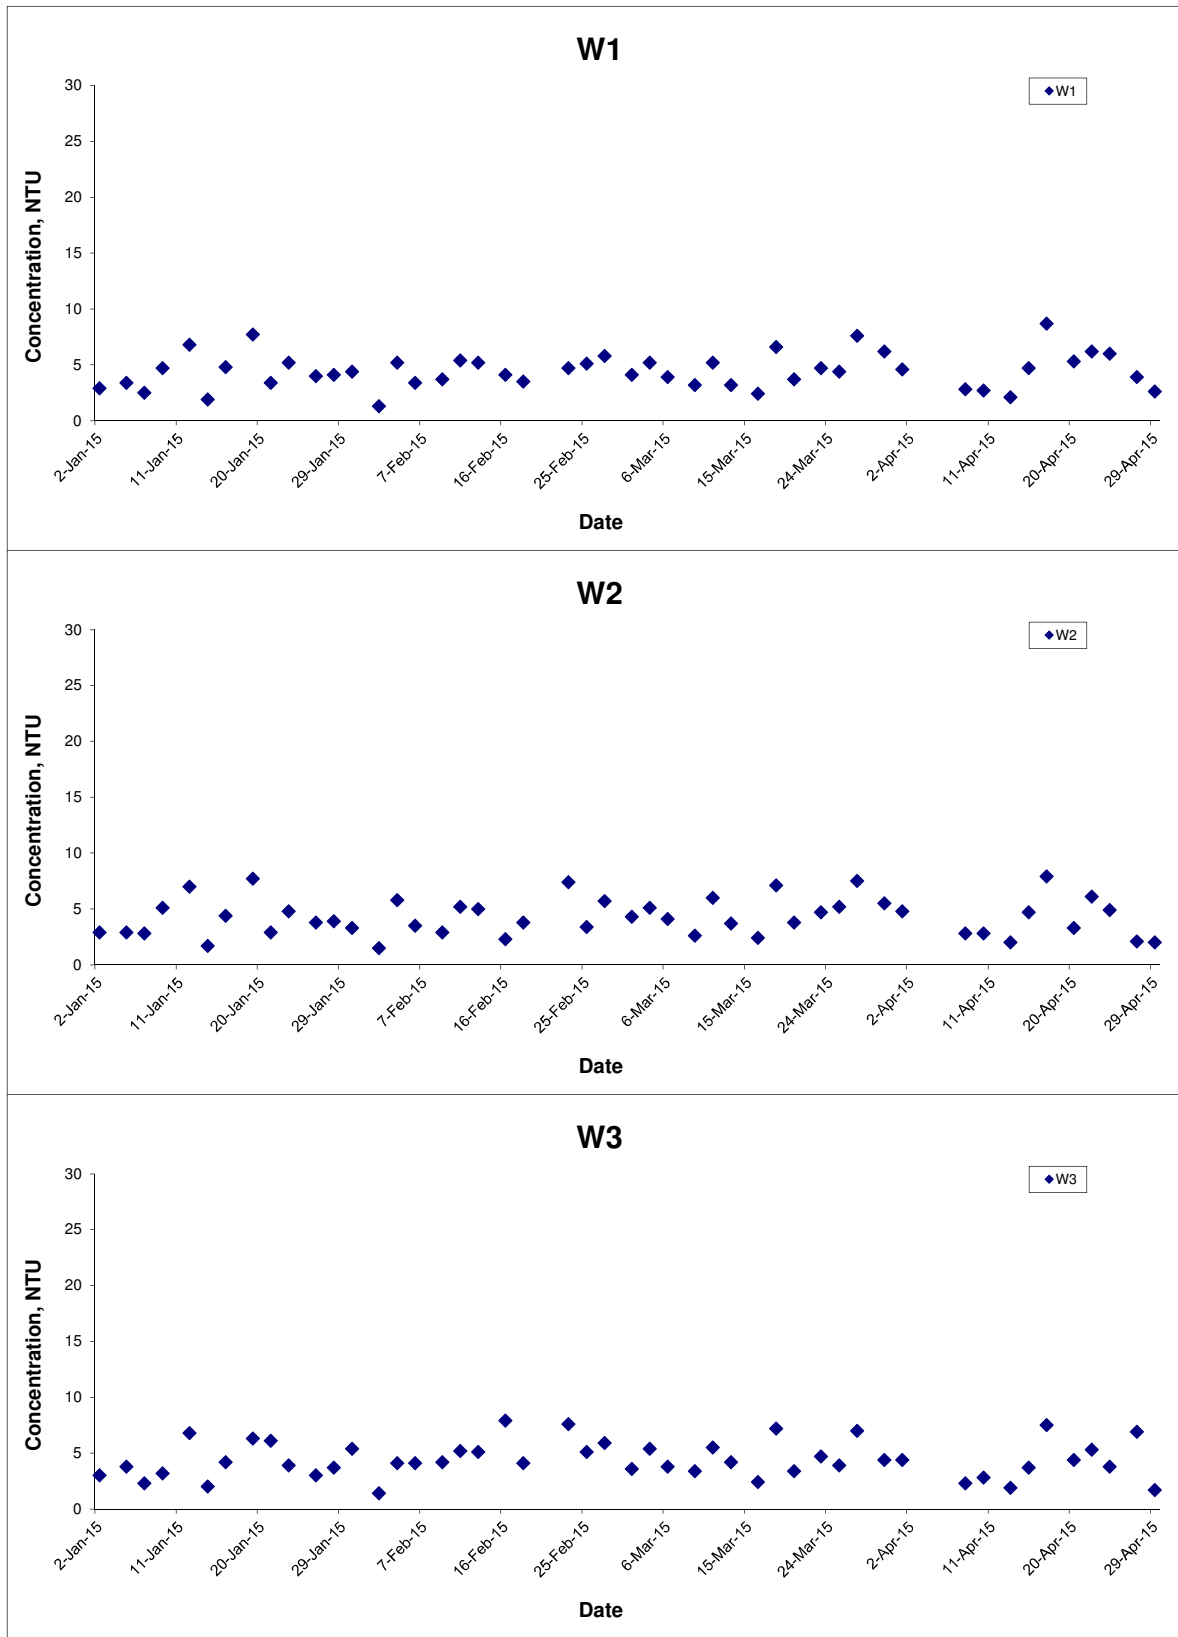 W1
W1
Concentration, NTU
30
25
20
15
10
5
0
2-Jan-15 11-Jan-15 20-Jan-15 29-Jan-15 7-Feb-15 16-Feb-15 25-Feb-15 6-Mar-15 15-Mar-15 24-Mar-15 2-Apr-15 11-Apr-15 20-Apr-15 29-Apr-15
Date
W2
W2
Concentration, NTU
30
25
20
15
10
5
0
2-Jan-15 11-Jan-15 20-Jan-15 29-Jan-15 7-Feb-15 16-Feb-15 25-Feb-15 6-Mar-15 15-Mar-15 24-Mar-15 2-Apr-15 11-Apr-15 20-Apr-15 29-Apr-15
Date
W3
W3
Concentration, NTU
30
25
20
15
10
5
0
2-Jan-15 11-Jan-15 20-Jan-15 29-Jan-15 7-Feb-15 16-Feb-15 25-Feb-15 6-Mar-15 15-Mar-15 24-Mar-15 2-Apr-15 11-Apr-15 20-Apr-15 29-Apr-15
Date